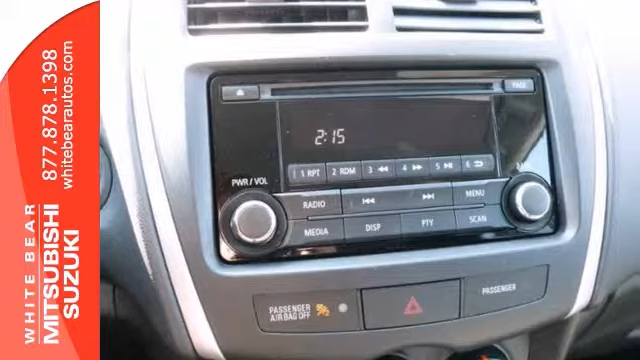 877.878.1398
whitebearautos.com
WHITE BEAR
MITSUBISHI
SUZUKI
PAGE
2:15
1 RPT
2 RDM
3
4
5
6
PWR / VOL
RADIO
MENU
MEDIA
DISP
PTY
SCAN
PASSENGER
AIR BAG OFF
PASSENGER